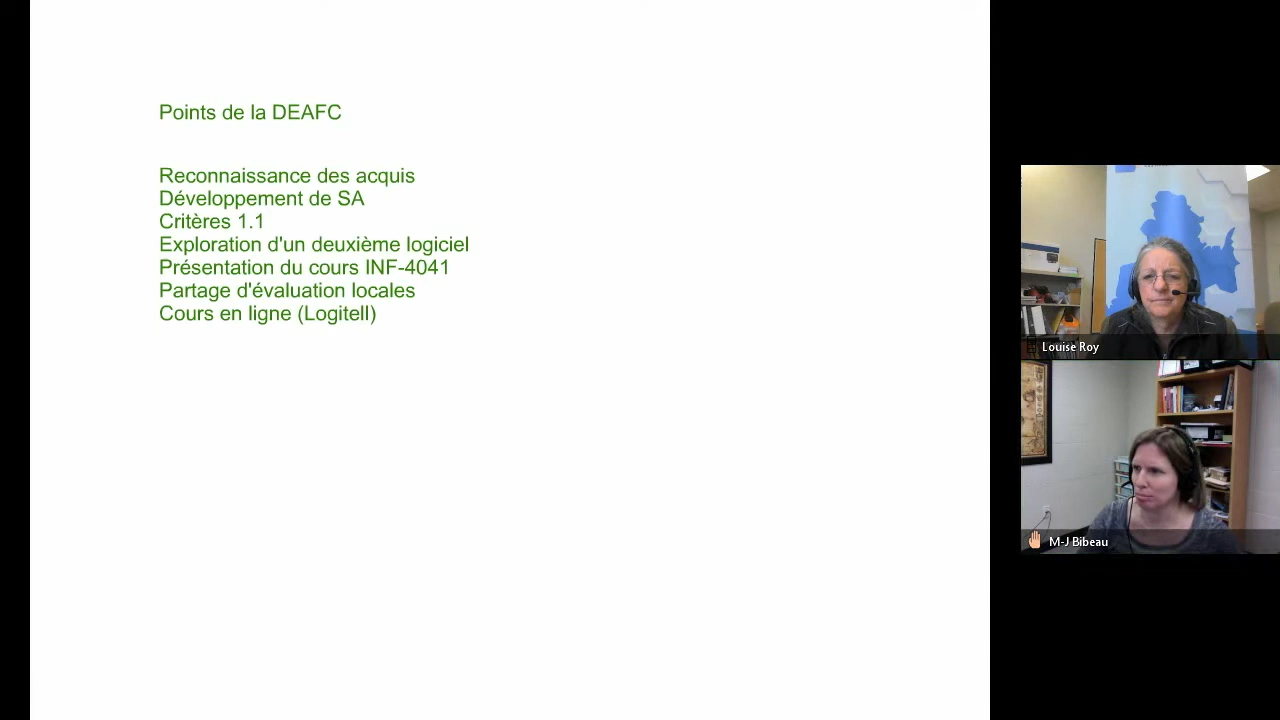 Points de la DEAFC
Reconnaissance des acquis
Développement de SA
Critères 1.1
Exploration d'un deuxième logiciel
Présentation du cours INF-4041
Partage d'évaluation locales
Cours en ligne (Logitell)
Louise Roy
M-J Bibeau